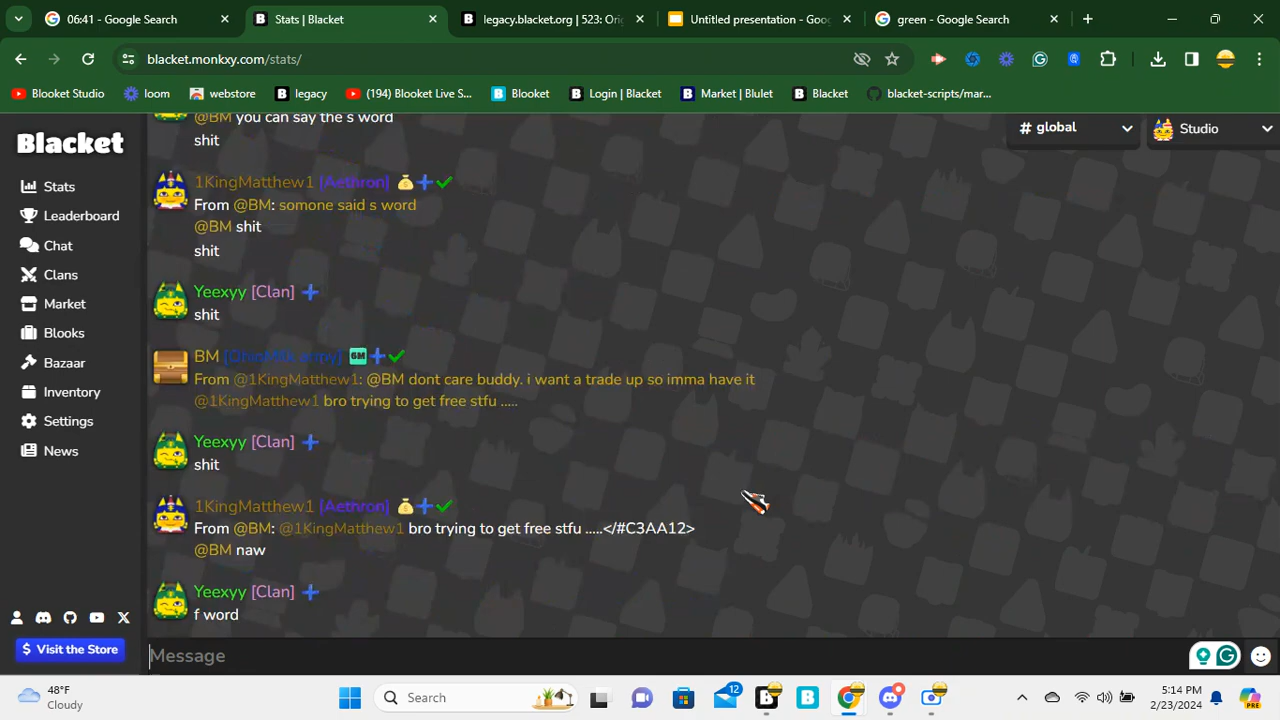 06:41 - Google Search
Stats | Blacket
legacy.blacket.org | 523: Ori
Untitled presentation - Goo
green - Google Search
blacket.monkxy.com/stats/
Blooket Studio
loom
webstore
legacy
(194) Blooket Live S...
Blooket
Login | Blacket
Market | Blulet
Blacket
blacket-scripts/mar...
Blacket
Stats
Leaderboard
Chat
Clans
Market
Blooks
Bazaar
Inventory
Settings
News
$ Visit the Store
# global
Studio
@BM you can say the s word
shit
1KingMatthew1 [Aethron]
From @BM: somone said s word
@BM shit
shit
Yeexyy [Clan]
shit
BM
From @1KingMatthew1: @BM dont care buddy. i want a trade up so imma have it
@1KingMatthew1 bro trying to get free stfu .....
Yeexyy [Clan]
shit
1KingMatthew1 [Aethron]
From @BM: @1KingMatthew1 bro trying to get free stfu .....</#C3AA12>
@BM naw
Yeexyy [Clan]
f word
Message
48°F
Cloudy
Search
12
5:14 PM
2/23/2024
PRE